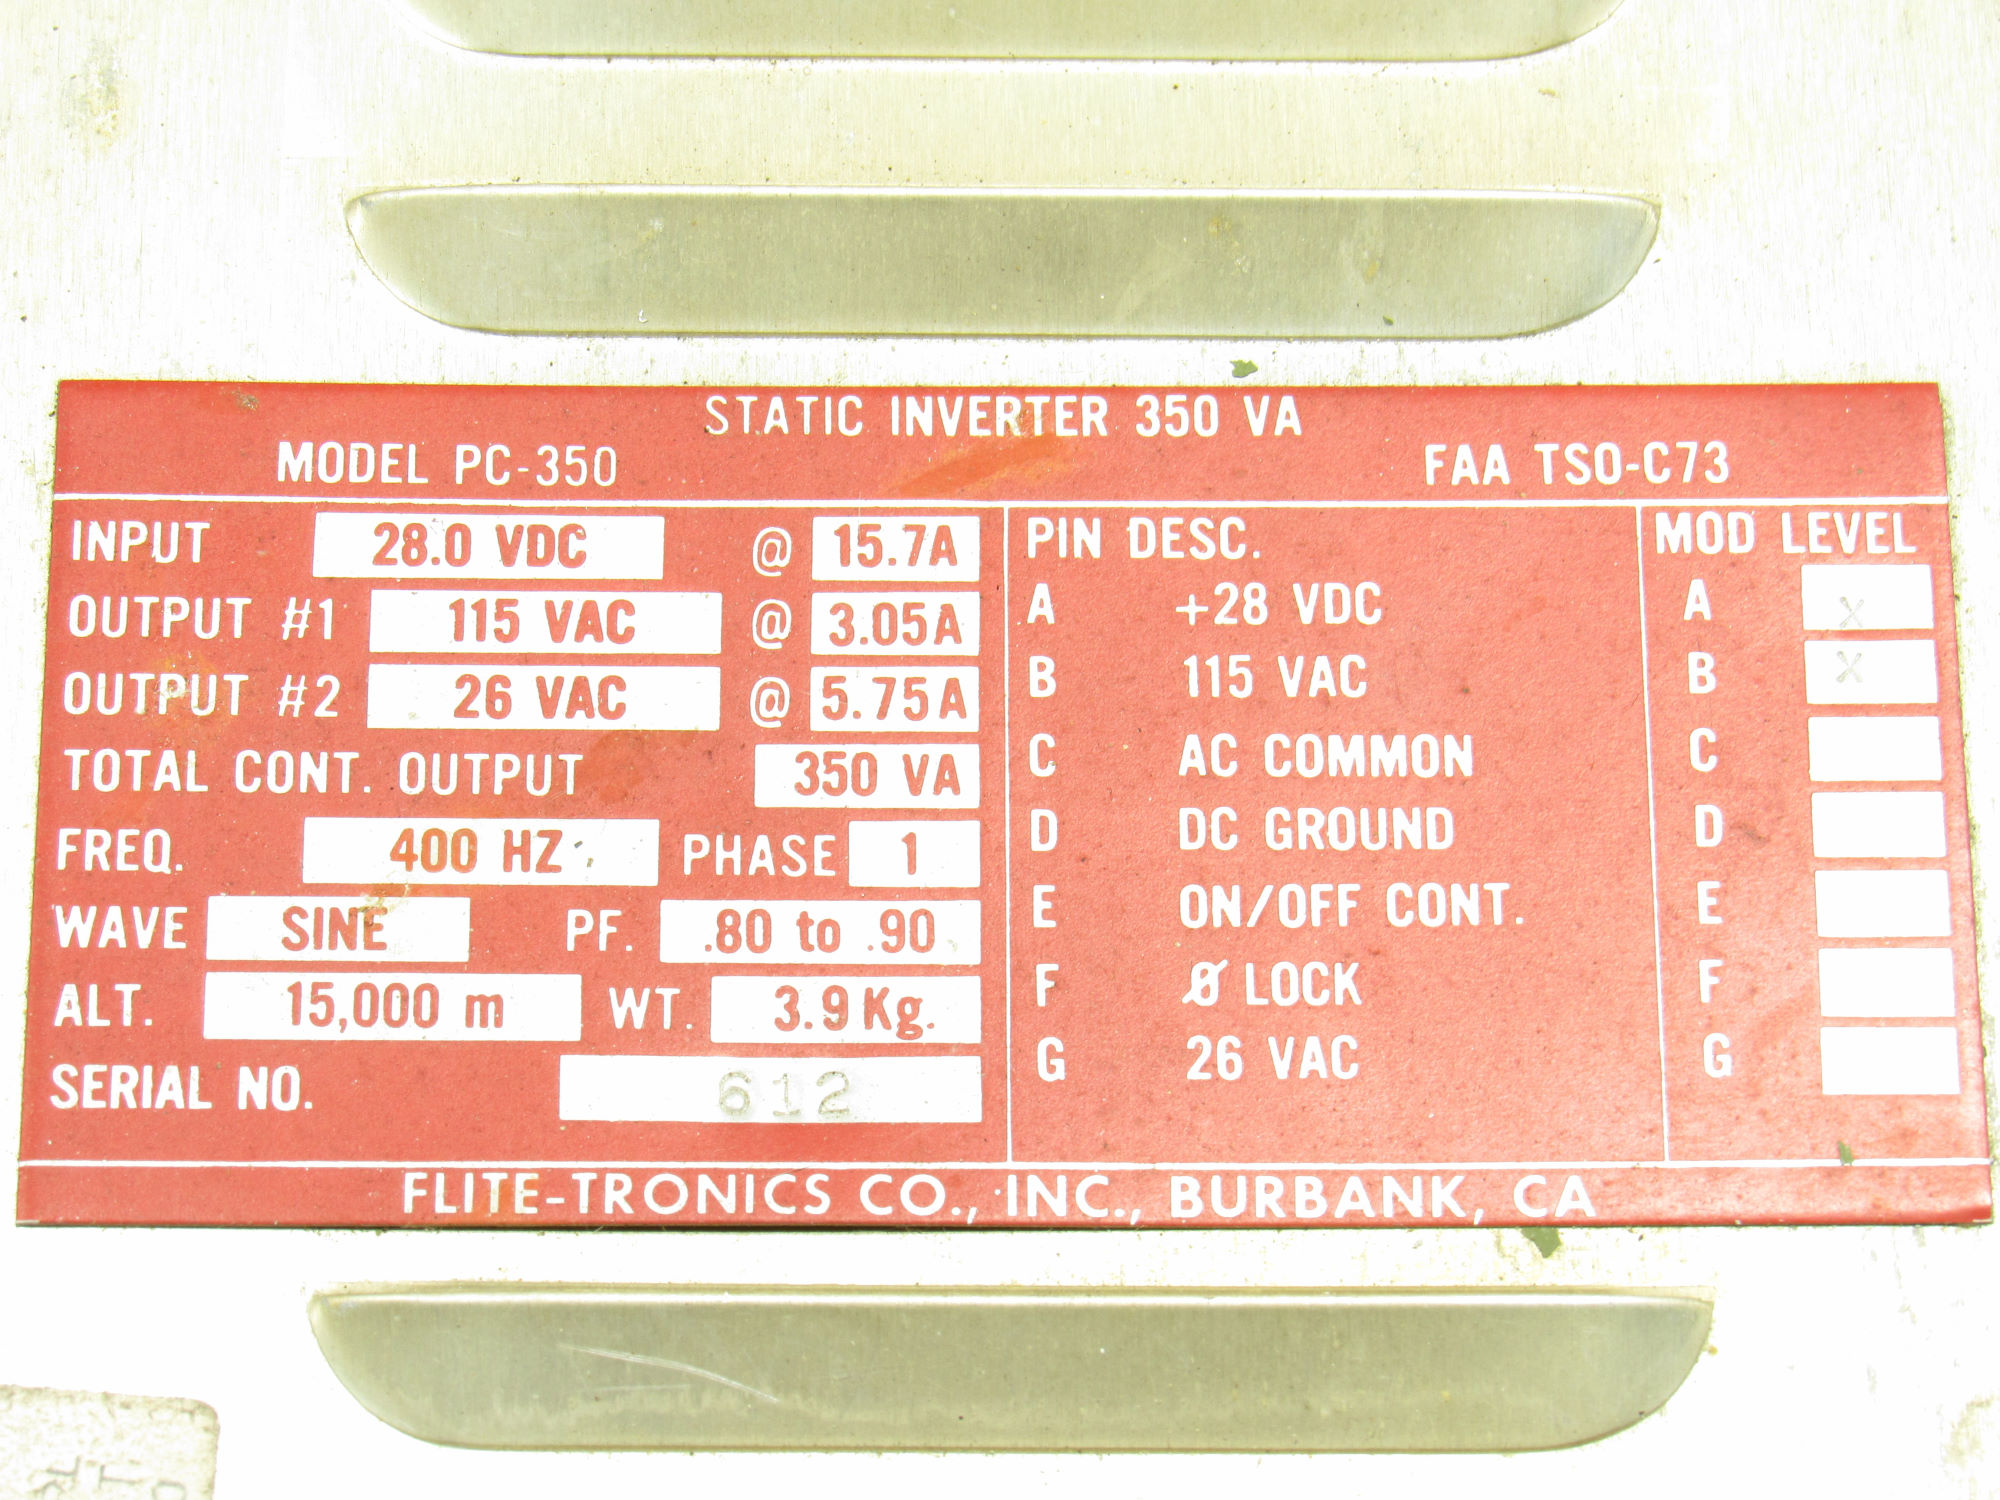 STATIC INVERTER 350 VA
MODEL PC-350 FAA TSO-C73
INPUT 28.0 VDC @ 15.7A
OUTPUT #1 115 VAC @ 3.05A
OUTPUT #2 26 VAC @ 5.75A
TOTAL CONT. OUTPUT 350 VA
FREQ. 400 HZ PHASE 1
WAVE SINE PF. .80 to .90
ALT. 15,000 m WT. 3.9 Kg.
SERIAL NO. 612
PIN DESC.
A +28 VDC
B 115 VAC
C AC COMMON
D DC GROUND
E ON/OFF CONT.
F Ø LOCK
G 26 VAC
MOD LEVEL
A X
B X
C
D
E
F
G
FLITE-TRONICS CO., INC., BURBANK, CA